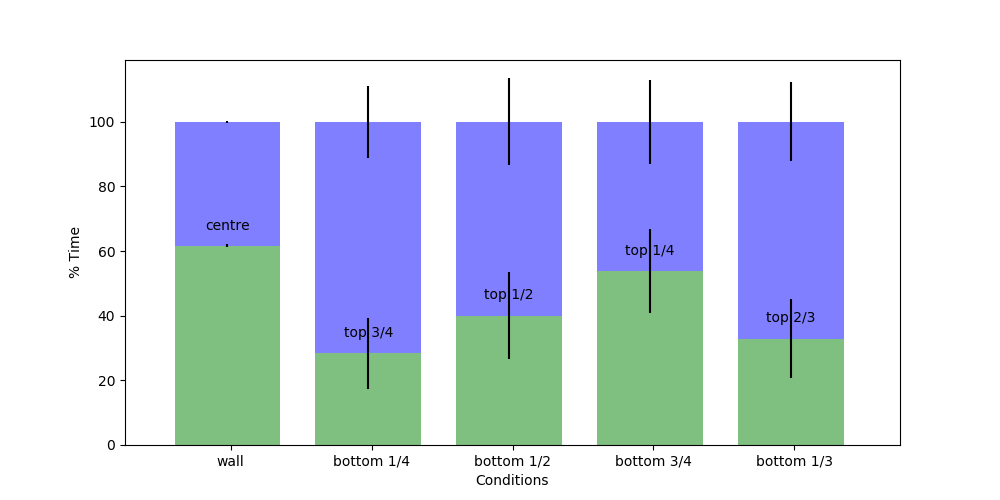 100
80
60
40
20
0
% Time
centre
top 3/4
top 1/2
top 1/4
top 2/3
wall
bottom 1/4
bottom 1/2
bottom 3/4
bottom 1/3
Conditions